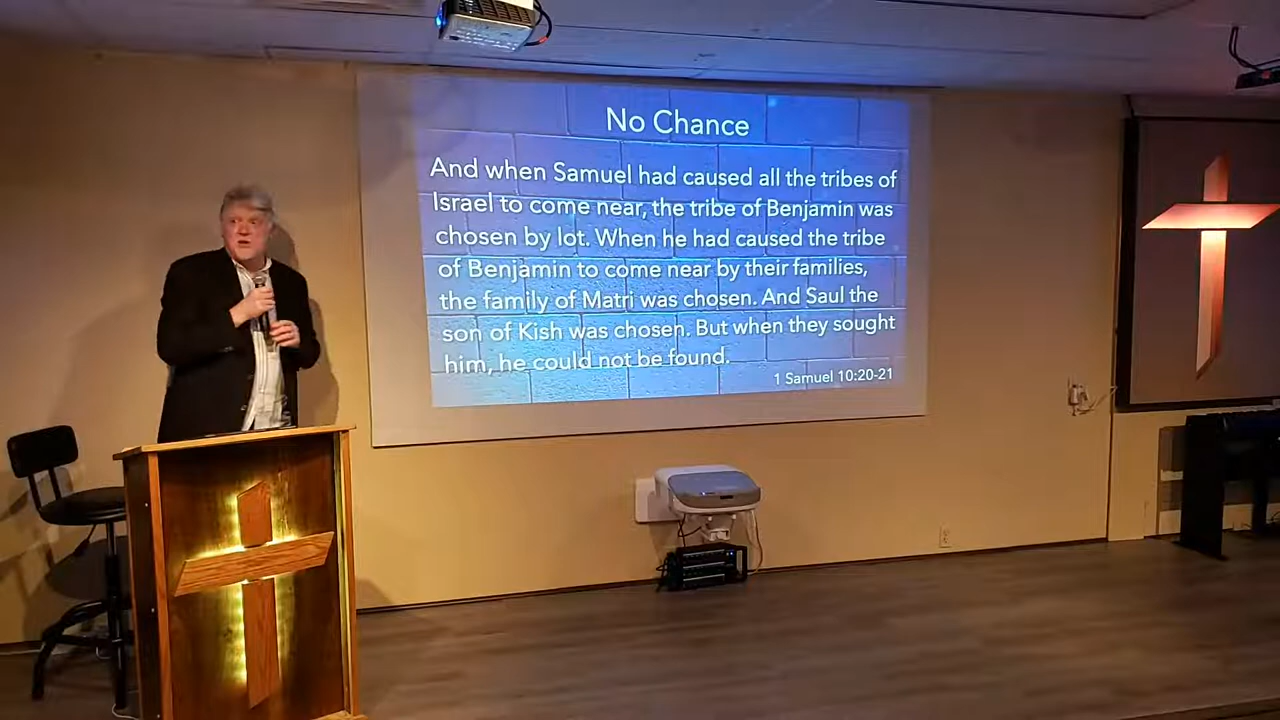 No Chance
And when Samuel had caused all the tribes of
Israel to come near, the tribe of Benjamin was
chosen by lot. When he had caused the tribe
of Benjamin to come near by their families,
the family of Matri was chosen. And Saul the
son of Kish was chosen. But when they sought
him, he could not be found.
1 Samuel 10:20-21